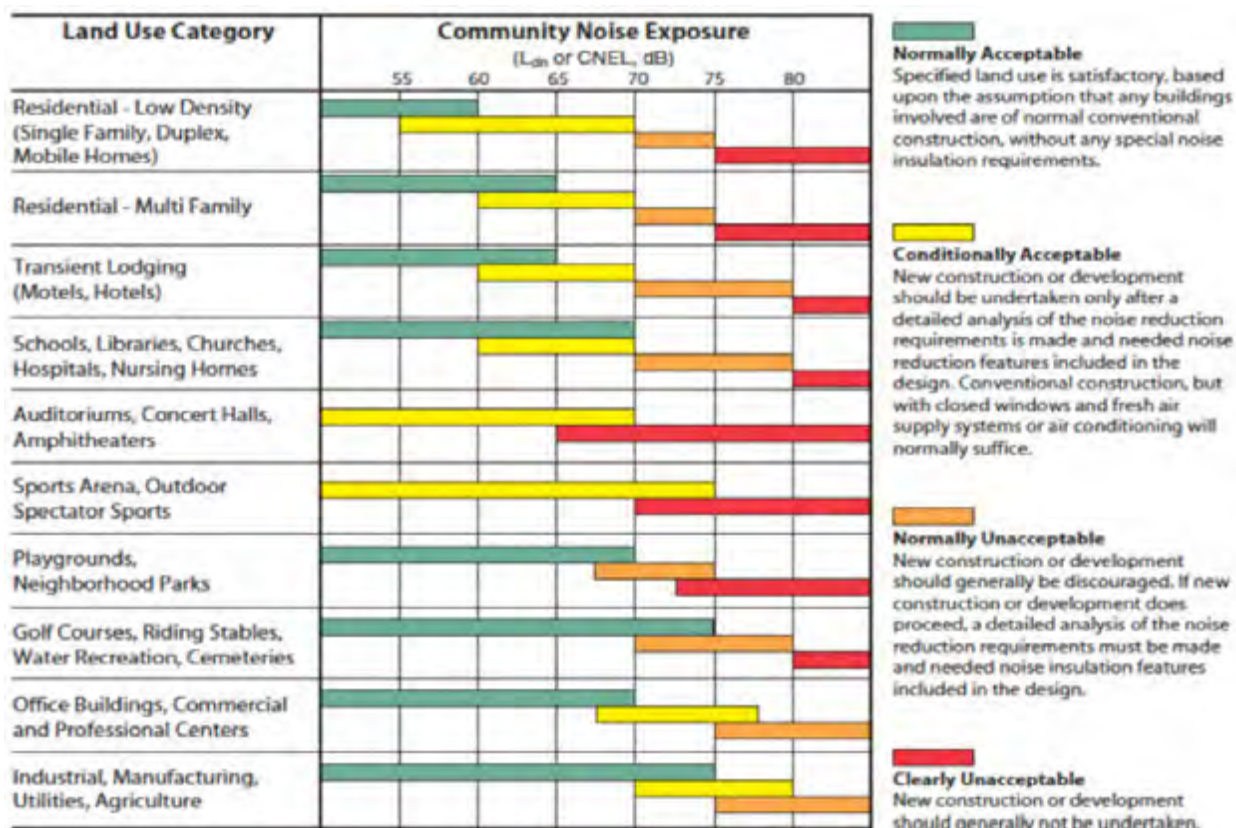 Land Use Category
Community Noise Exposure
(Ldn or CNEL, dB)
55 60 65 70 75 80
Residential - Low Density
(Single Family, Duplex,
Mobile Homes)
Residential - Multi Family
Transient Lodging
(Motels, Hotels)
Schools, Libraries, Churches,
Hospitals, Nursing Homes
Auditoriums, Concert Halls,
Amphitheaters
Sports Arena, Outdoor
Spectator Sports
Playgrounds,
Neighborhood Parks
Golf Courses, Riding Stables,
Water Recreation, Cemeteries
Office Buildings, Commercial
and Professional Centers
Industrial, Manufacturing,
Utilities, Agriculture
Normally Acceptable
Specified land use is satisfactory, based
upon the assumption that any buildings
involved are of normal conventional
construction, without any special noise
insulation requirements.
Conditionally Acceptable
New construction or development
should be undertaken only after a
detailed analysis of the noise reduction
requirements is made and needed noise
reduction features included in the
design. Conventional construction, but
with closed windows and fresh air
supply systems or air conditioning will
normally suffice.
Normally Unacceptable
New construction or development
should generally be discouraged. If new
construction or development does
proceed, a detailed analysis of the noise
reduction requirements must be made
and needed noise insulation features
included in the design.
Clearly Unacceptable
New construction or development
should generally not be undertaken.